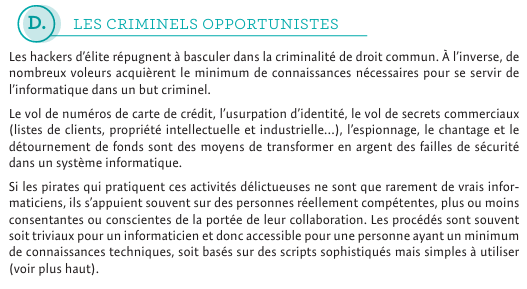 D. LES CRIMINELS OPPORTUNISTES
Les hackers d'élite répugnent à basculer dans la criminalité de droit commun. À l'inverse, de
nombreux voleurs acquièrent le minimum de connaissances nécessaires pour se servir de
l'informatique dans un but criminel.
Le vol de numéros de carte de crédit, l'usurpation d'identité, le vol de secrets commerciaux
(listes de clients, propriété intellectuelle et industrielle...), l'espionnage, le chantage et le
détournement de fonds sont des moyens de transformer en argent des failles de sécurité
dans un système informatique.
Si les pirates qui pratiquent ces activités délictueuses ne sont que rarement de vrais infor-
maticiens, ils s'appuient souvent sur des personnes réellement compétentes, plus ou moins
consentantes ou conscientes de la portée de leur collaboration. Les procédés sont souvent
soit triviaux pour un informaticien et donc accessible pour une personne ayant un minimum
de connaissances techniques, soit basés sur des scripts sophistiqués mais simples à utiliser
(voir plus haut).